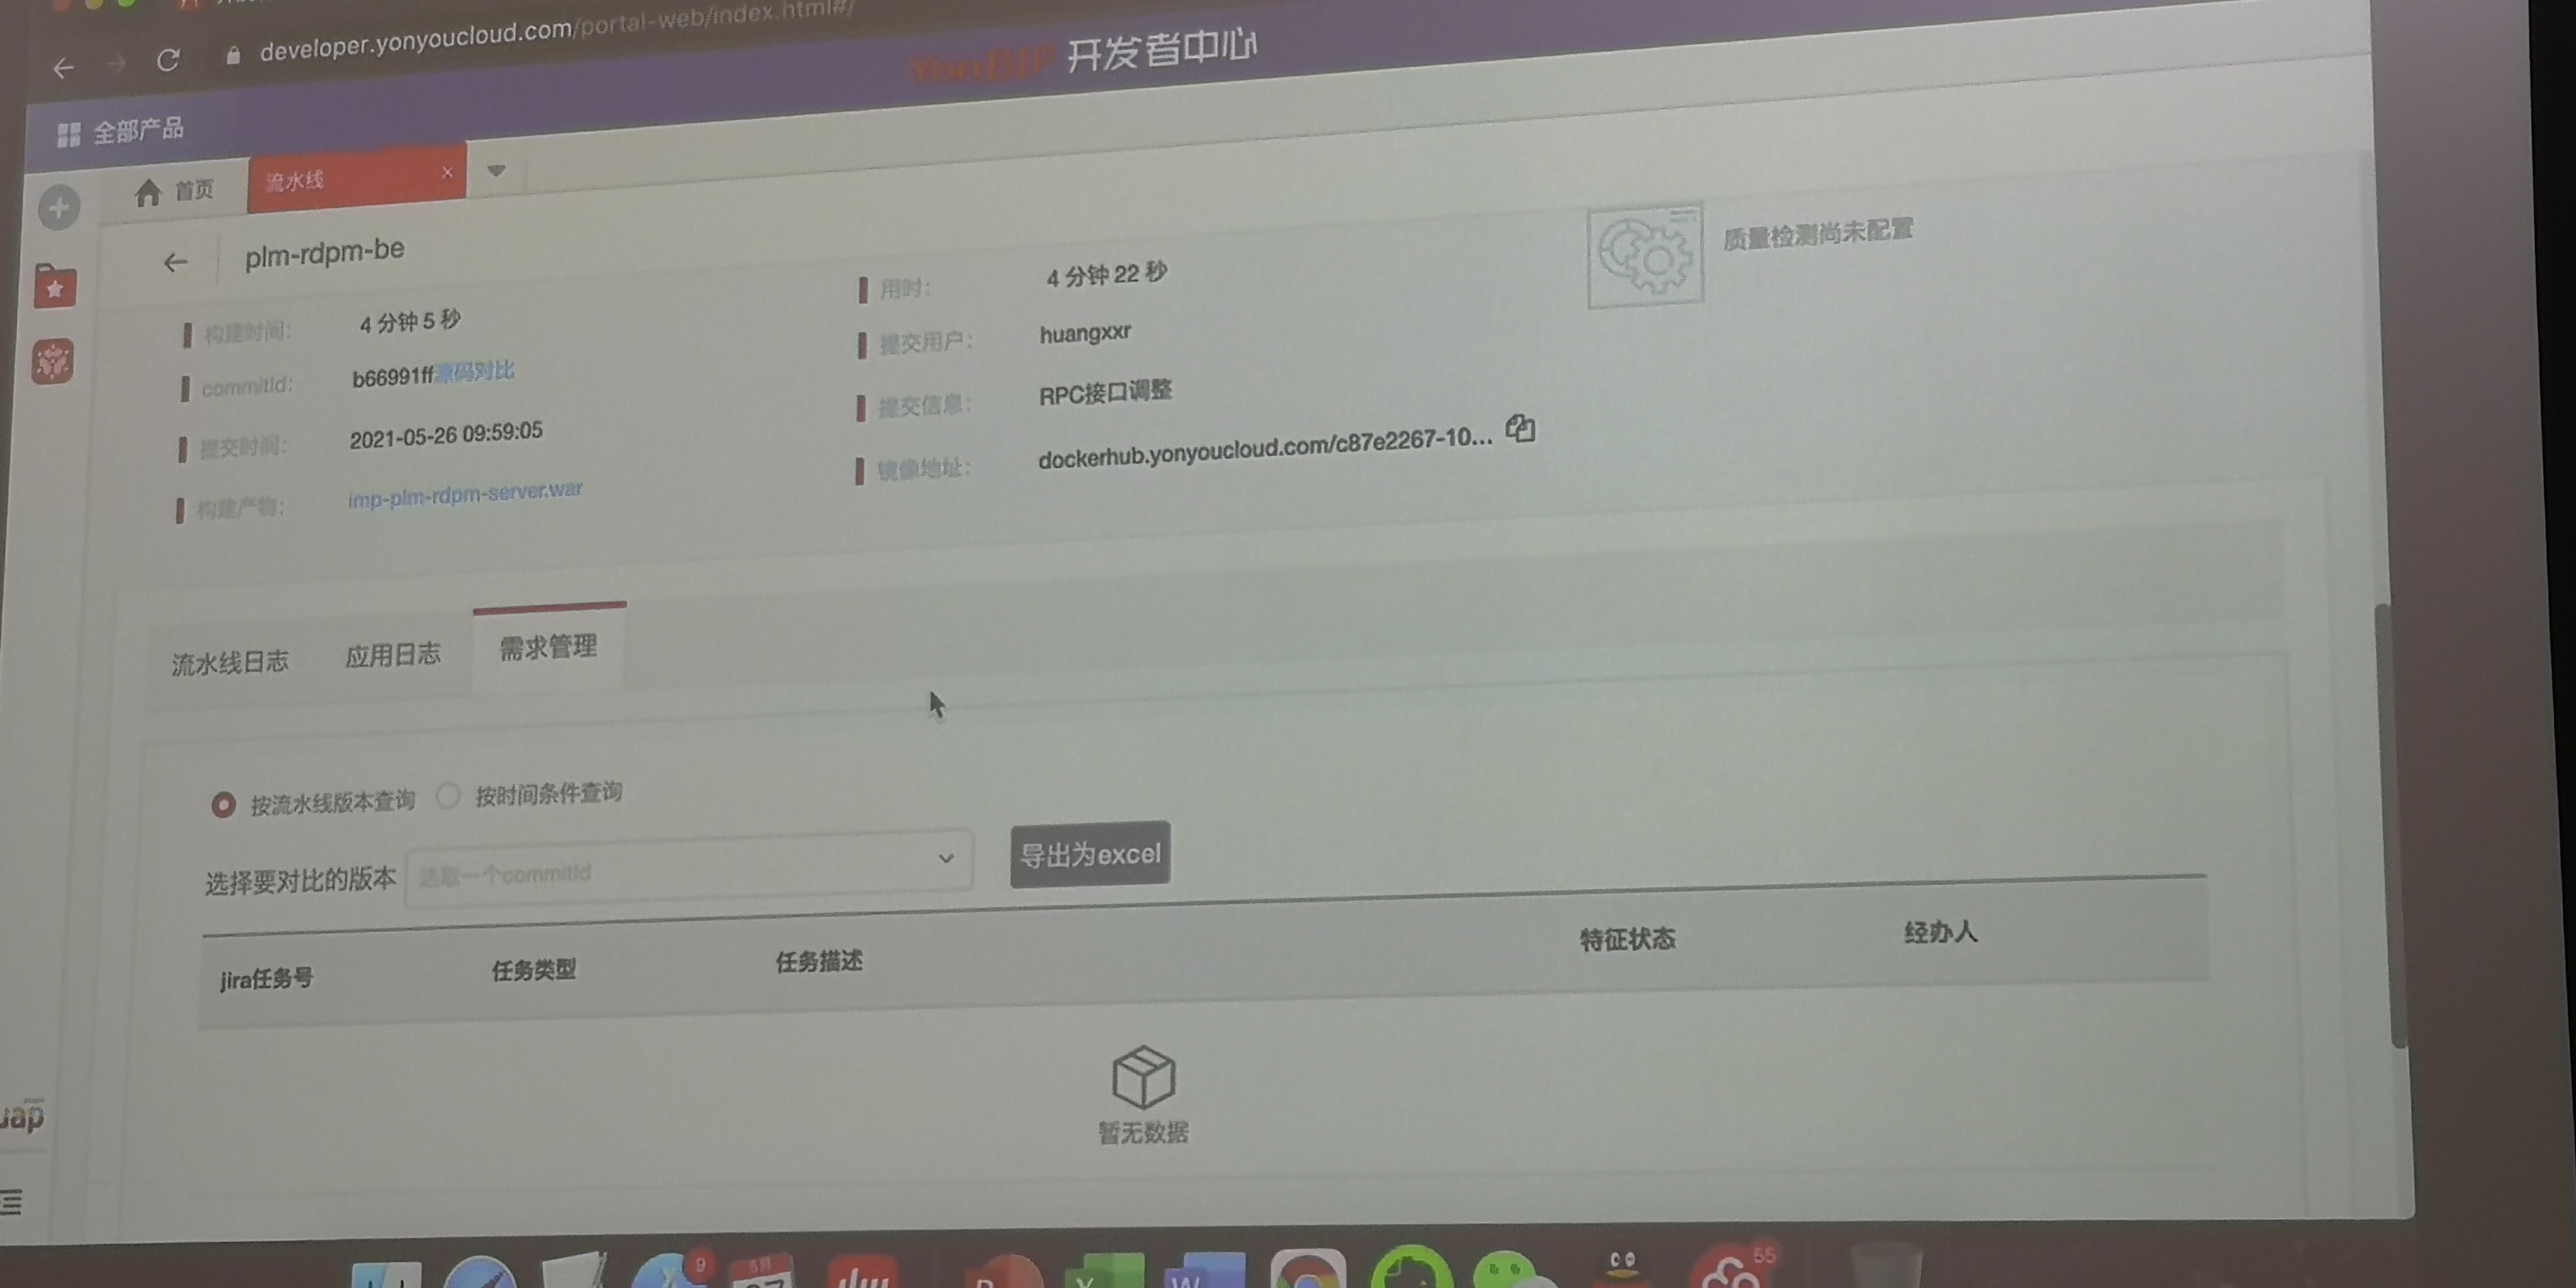 developer.yonyoucloud.com/portal-web/index.html#/
YonBIP 开发者中心
全部产品
首页
流水线
plm-rdpm-be
质量检测尚未配置
构建时间: 4 分钟 5 秒
用时: 4 分钟 22 秒
commitId: b66991ff源码对比
提交用户: huangxxr
提交时间: 2021-05-26 09:59:05
提交信息: RPC接口调整
构建产物: imp-plm-rdpm-server.war
镜像地址: dockerhub.yonyoucloud.com/c87e2267-10...
流水线日志 应用日志 需求管理
按流水线版本查询 按时间条件查询
选择要对比的版本 选取一个commitId 导出为excel
jira任务号 任务类型 任务描述 特征状态 经办人
暂无数据
uap
9
5月
55